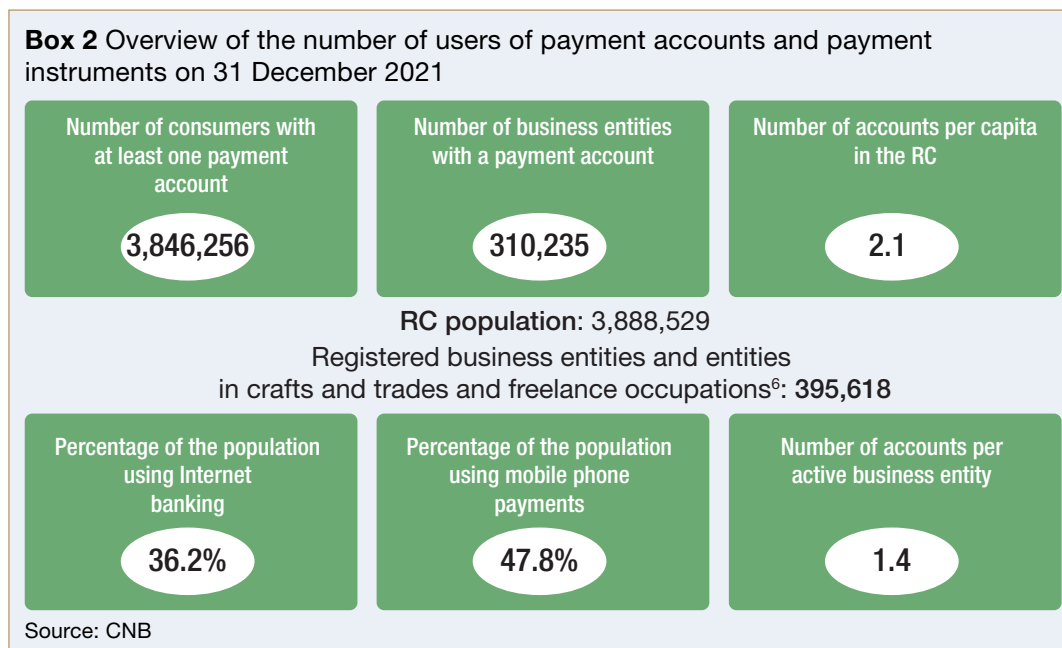 Box 2 Overview of the number of users of payment accounts and payment
instruments on 31 December 2021
Number of consumers with
at least one payment
account
3,846,256
Number of business entities
with a payment account
310,235
Number of accounts per capita
in the RC
2.1
RC population: 3,888,529
Registered business entities and entities
in crafts and trades and freelance occupations⁶: 395,618
Percentage of the population
using Internet
banking
36.2%
Percentage of the population
using mobile phone
payments
47.8%
Number of accounts per
active business entity
1.4
Source: CNB